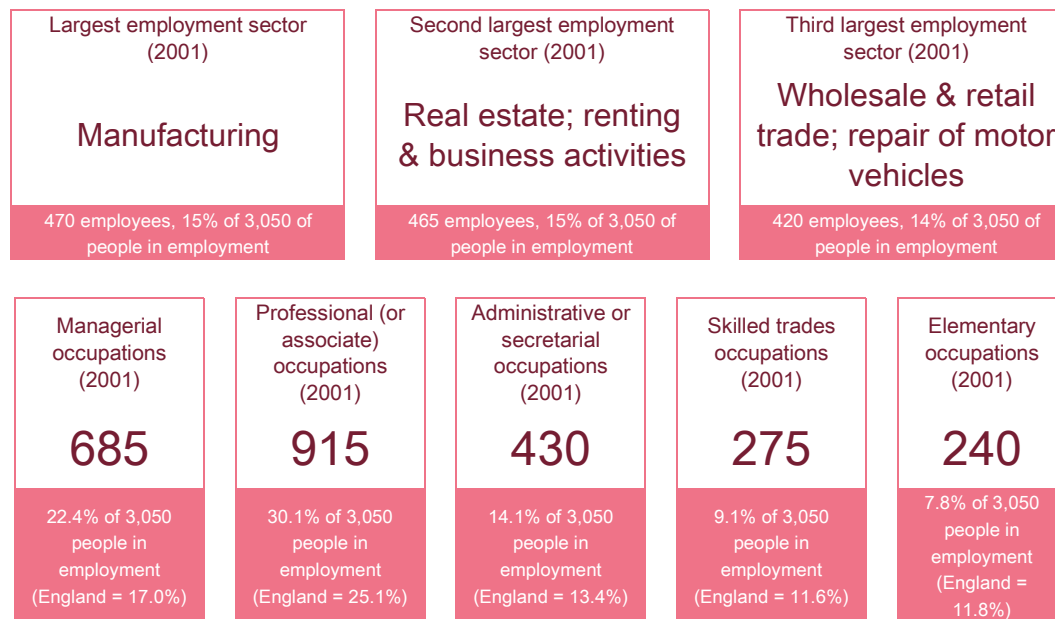 Largest employment sector
(2001)
Manufacturing
470 employees, 15% of 3,050 of
people in employment
Second largest employment
sector (2001)
Real estate; renting
& business activities
465 employees, 15% of 3,050 of
people in employment
Third largest employment
sector (2001)
Wholesale & retail
trade; repair of motor
vehicles
420 employees, 14% of 3,050 of
people in employment
Managerial
occupations
(2001)
685
22.4% of 3,050
people in
employment
(England = 17.0%)
Professional (or
associate)
occupations
(2001)
915
30.1% of 3,050
people in
employment
(England = 25.1%)
Administrative or
secretarial
occupations
(2001)
430
14.1% of 3,050
people in
employment
(England = 13.4%)
Skilled trades
occupations
(2001)
275
9.1% of 3,050
people in
employment
(England = 11.6%)
Elementary
occupations
(2001)
240
7.8% of 3,050
people in
employment
(England =
11.8%)